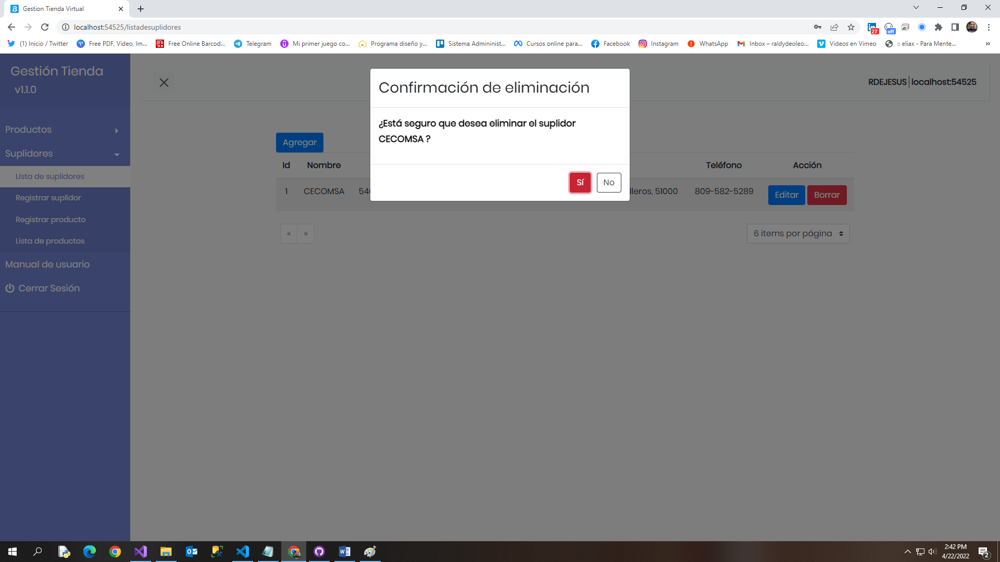 Gestion Tienda Virtual
localhost:54525/listadesuplidores
27
off
(1) Inicio / Twitter
Free PDF, Video, Im...
Free Online Barcod...
Telegram
Mi primer juego co...
Programa diseño y...
Sistema Administ...
Cursos online para...
Facebook
Instagram
WhatsApp
Inbox – raldydeoleo...
Videos en Vimeo
:: eliax - Para Mente...
»
Gestión Tienda
v1.1.0
Productos
Suplidores
Lista de suplidores
Registrar suplidor
Registrar producto
Lista de productos
Manual de usuario
Cerrar Sesión
RDEJESUS
localhost:54525
Confirmación de eliminación
¿Está seguro que desea eliminar el suplidor
CECOMSA ?
Sí
No
Agregar
Id
Nombre
Teléfono
Acción
1
CECOMSA
54
lleros, 51000
809-582-5289
Editar
Borrar
«
»
6 items por página
2:42 PM
4/22/2022
2